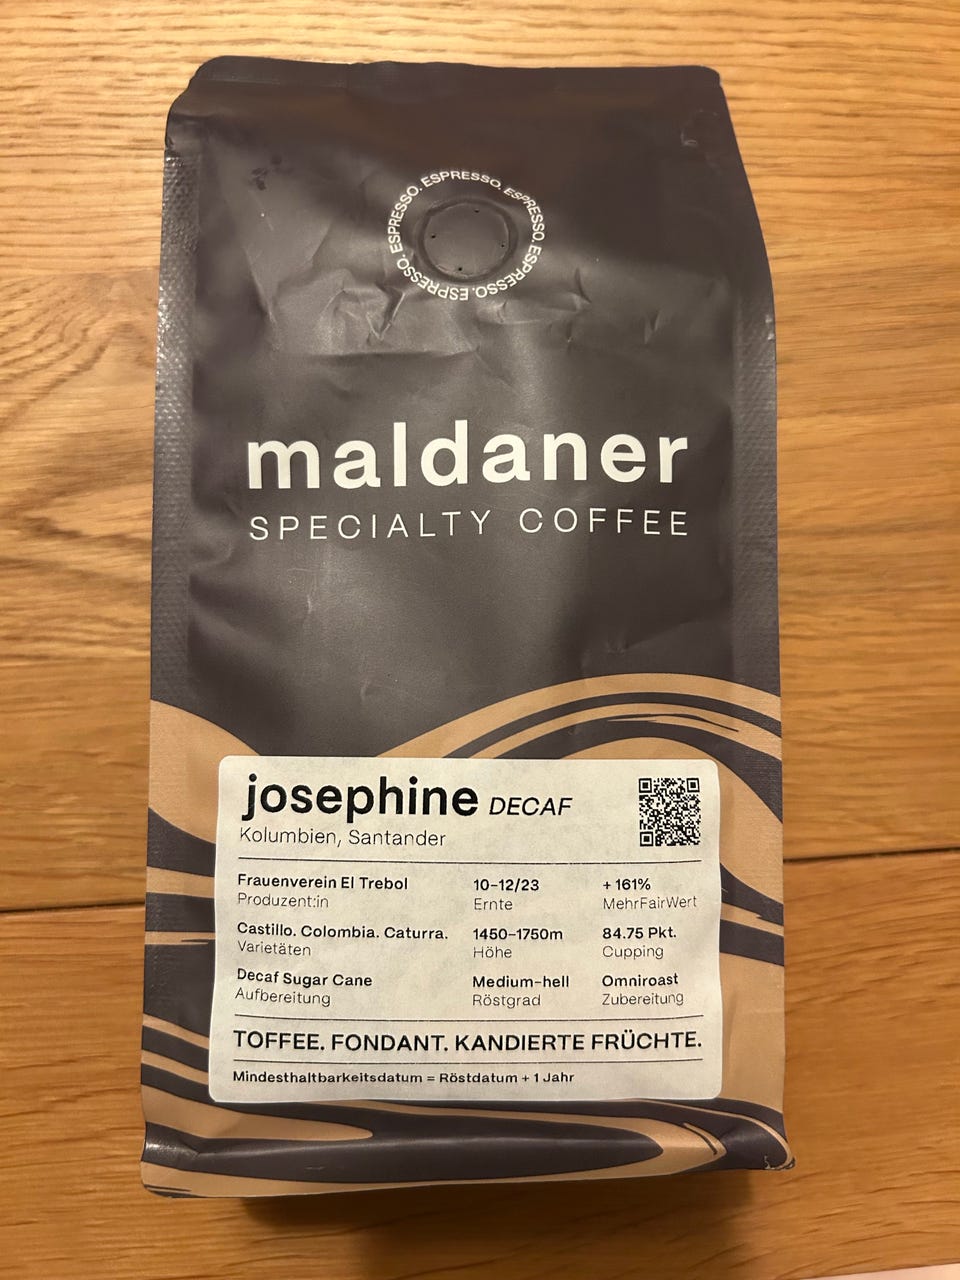 ESPRESSO. ESPRESSO. ESPRESSO. ESPRESSO. ESPRESSO.
maldaner
SPECIALTY COFFEE
josephine DECAF
Kolumbien, Santander
Frauenverein El Trebol 10-12/23 + 161%
Produzent:in Ernte MehrFairWert
Castillo. Colombia. Caturra. 1450-1750m 84.75 Pkt.
Varietäten Höhe Cupping
Decaf Sugar Cane Medium-hell Omniroast
Aufbereitung Röstgrad Zubereitung
TOFFEE. FONDANT. KANDIERTE FRÜCHTE.
Mindesthaltbarkeitsdatum = Röstdatum + 1 Jahr